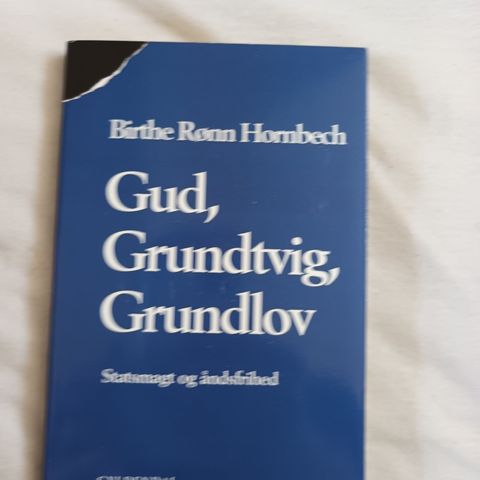 Birthe Rønn Hornbech
Gud,
Grundtvig,
Grundlov
Statsmagt og åndsfrihed